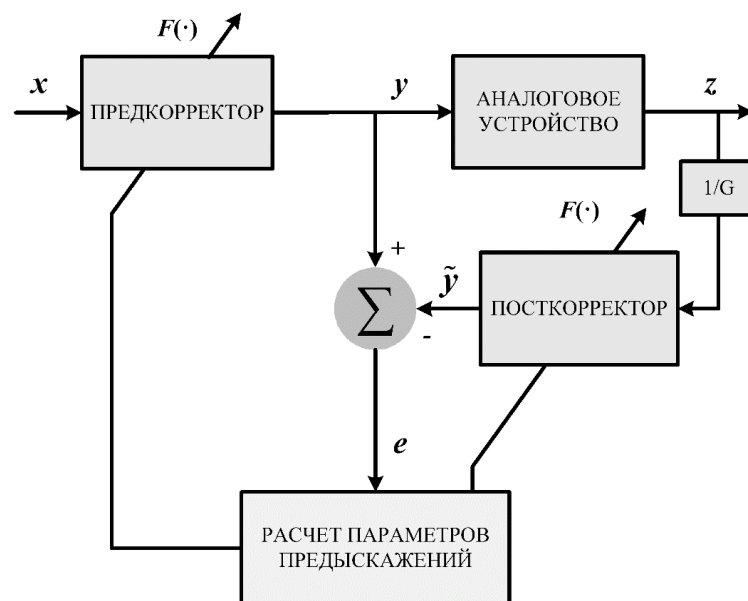 F(·)
x
ПРЕДКОРРЕКТОР
y
АНАЛОГОВОЕ
УСТРОЙСТВО
z
1/G
F(·)
+
Σ
ỹ
-
ПОСТКОРРЕКТОР
e
РАСЧЕТ ПАРАМЕТРОВ
ПРЕДЫСКАЖЕНИЙ